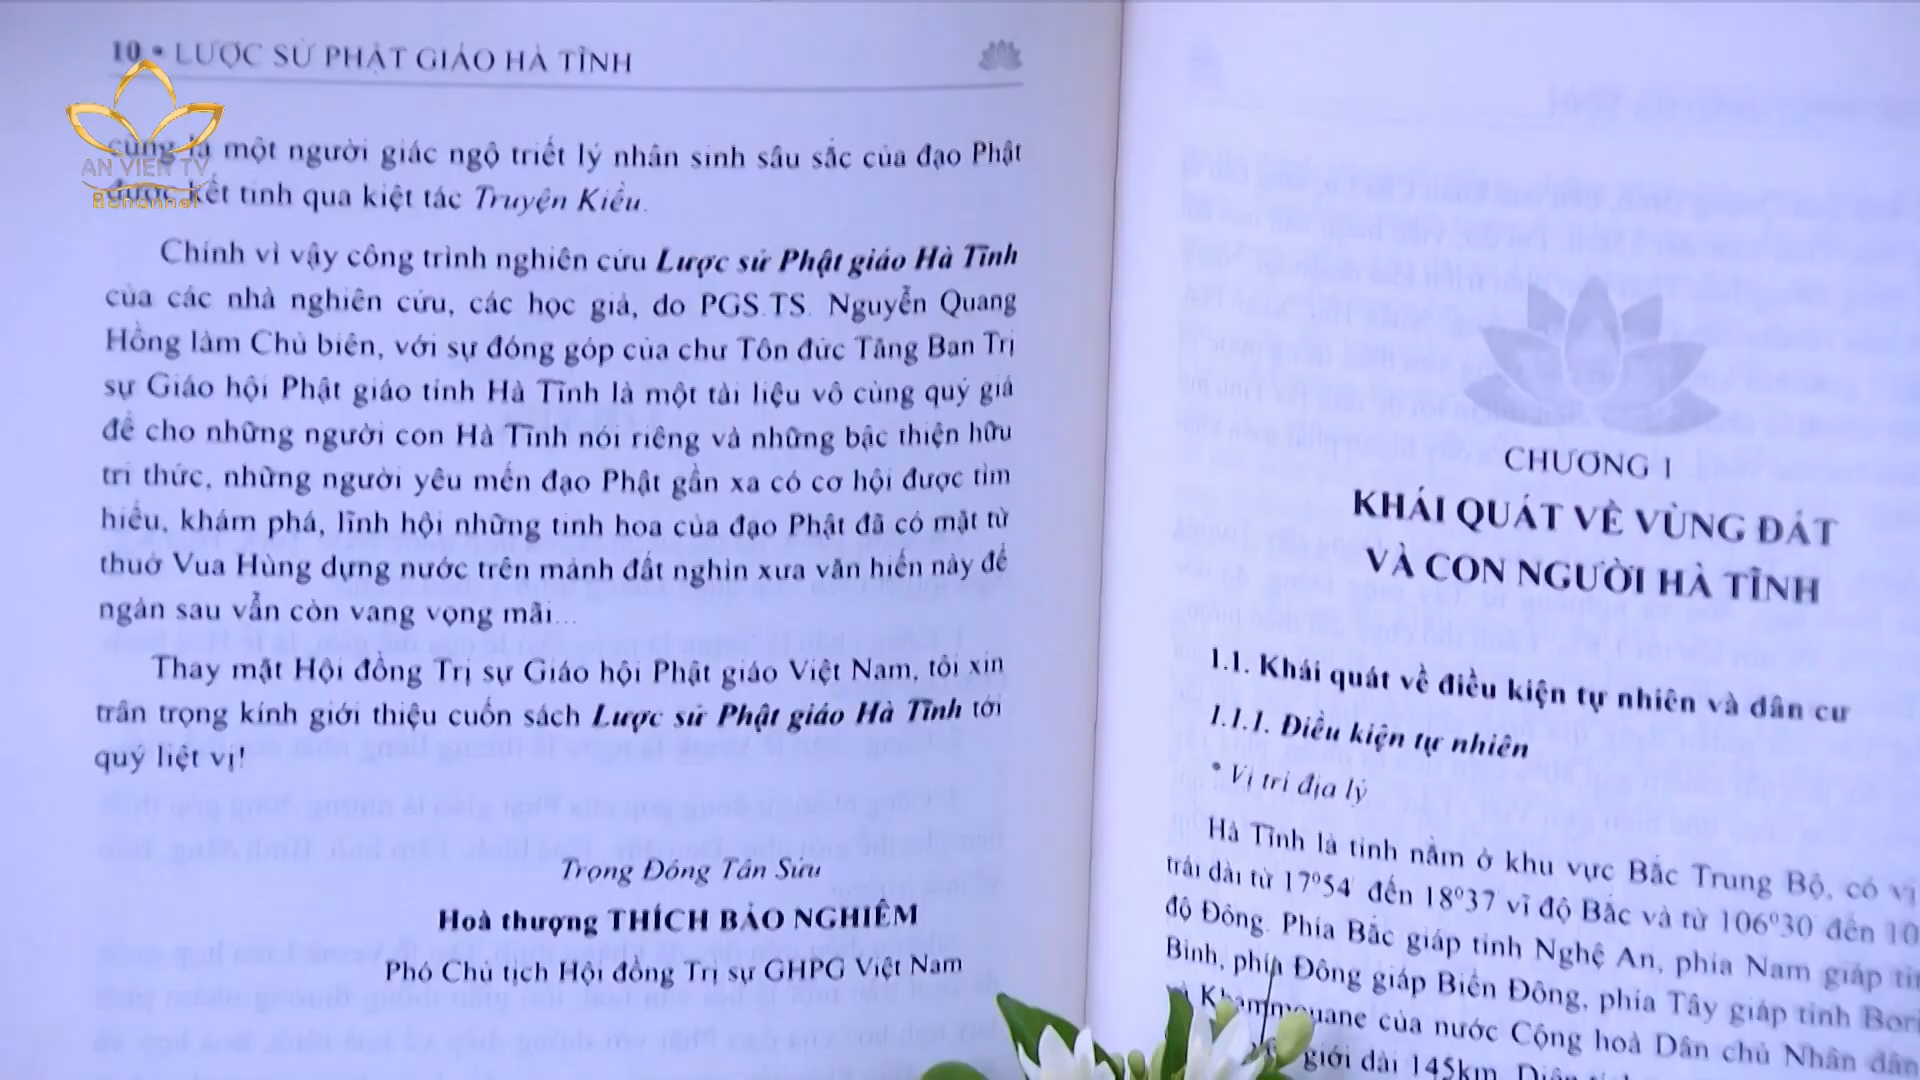 10 • LƯỢC SỬ PHẬT GIÁO HÀ TĨNH
AN VIEN TV
Bchannel
cũng là một người giác ngộ triết lý nhân sinh sâu sắc của đạo Phật
được kết tinh qua kiệt tác Truyện Kiều.
Chính vì vậy công trình nghiên cứu Lược sử Phật giáo Hà Tĩnh
của các nhà nghiên cứu, các học giả, do PGS.TS. Nguyễn Quang
Hồng làm Chủ biên, với sự đóng góp của chư Tôn đức Tăng Ban Trị
sự Giáo hội Phật giáo tỉnh Hà Tĩnh là một tài liệu vô cùng quý giá
để cho những người con Hà Tĩnh nói riêng và những bậc thiện hữu
tri thức, những người yêu mến đạo Phật gần xa có cơ hội được tìm
hiểu, khám phá, lĩnh hội những tinh hoa của đạo Phật đã có mặt từ
thuở Vua Hùng dựng nước trên mảnh đất nghìn xưa văn hiến này để
ngàn sau vẫn còn vang vọng mãi...
Thay mặt Hội đồng Trị sự Giáo hội Phật giáo Việt Nam, tôi xin
trân trọng kính giới thiệu cuốn sách Lược sử Phật giáo Hà Tĩnh tới
quý liệt vị!
Trọng Đông Tân Sửu
Hoà thượng THÍCH BẢO NGHIÊM
Phó Chủ tịch Hội đồng Trị sự GHPG Việt Nam
CHƯƠNG 1
KHÁI QUÁT VỀ VÙNG ĐẤT
VÀ CON NGƯỜI HÀ TĨNH
1.1. Khái quát về điều kiện tự nhiên và dân cư
1.1.1. Điều kiện tự nhiên
• Vị trí địa lý
Hà Tĩnh là tỉnh nằm ở khu vực Bắc Trung Bộ, có vị
trải dài từ 17°54' đến 18°37 vĩ độ Bắc và từ 106°30 đến 10
độ Đông. Phía Bắc giáp tỉnh Nghệ An, phía Nam giáp
Bình, phía Đông giáp Biển Đông, phía Tây giáp tỉnh
và Khammouane của nước Cộng hoà Dân chủ Nhân dân
giới dài 145km.